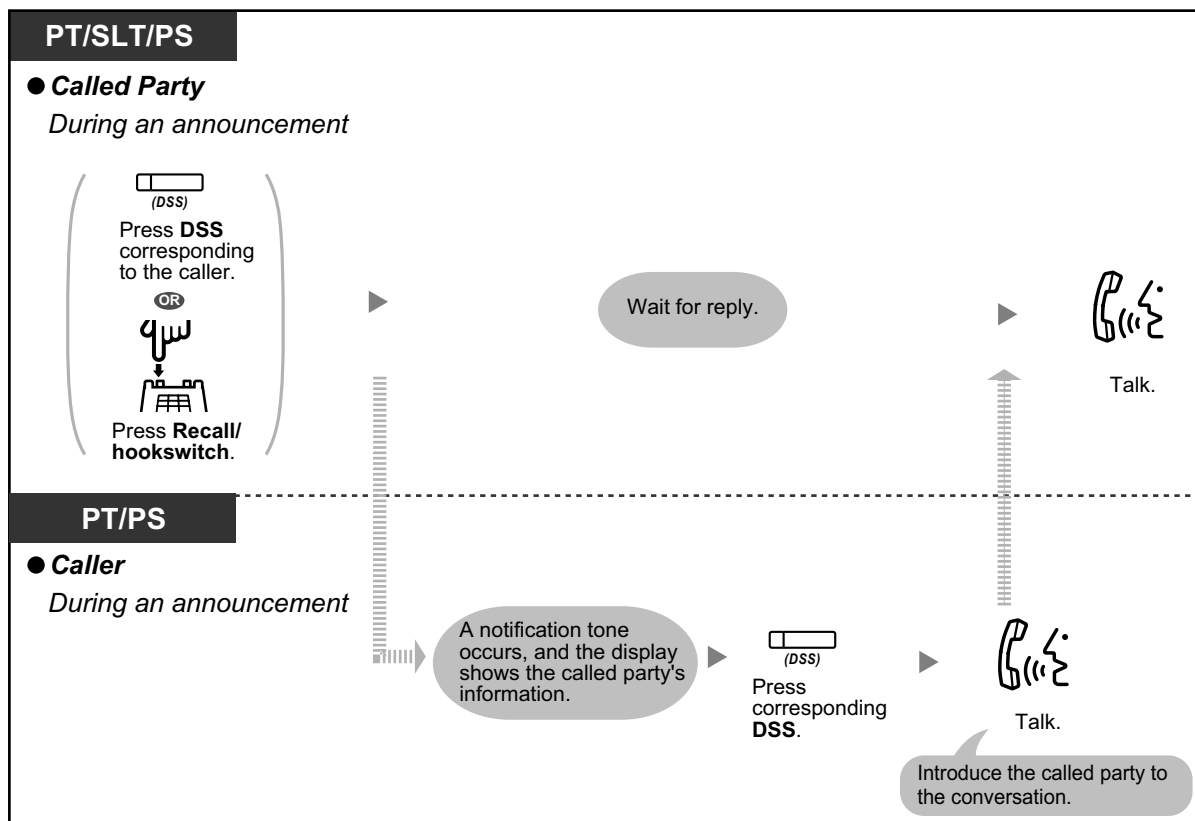 PT/SLT/PS
● Called Party
During an announcement
(DSS)
Press DSS
corresponding
to the caller.
OR
Press Recall/
hookswitch.
Wait for reply.
Talk.
PT/PS
● Caller
During an announcement
A notification tone
occurs, and the display
shows the called party's
information.
(DSS)
Press
corresponding
DSS.
Talk.
Introduce the called party to
the conversation.